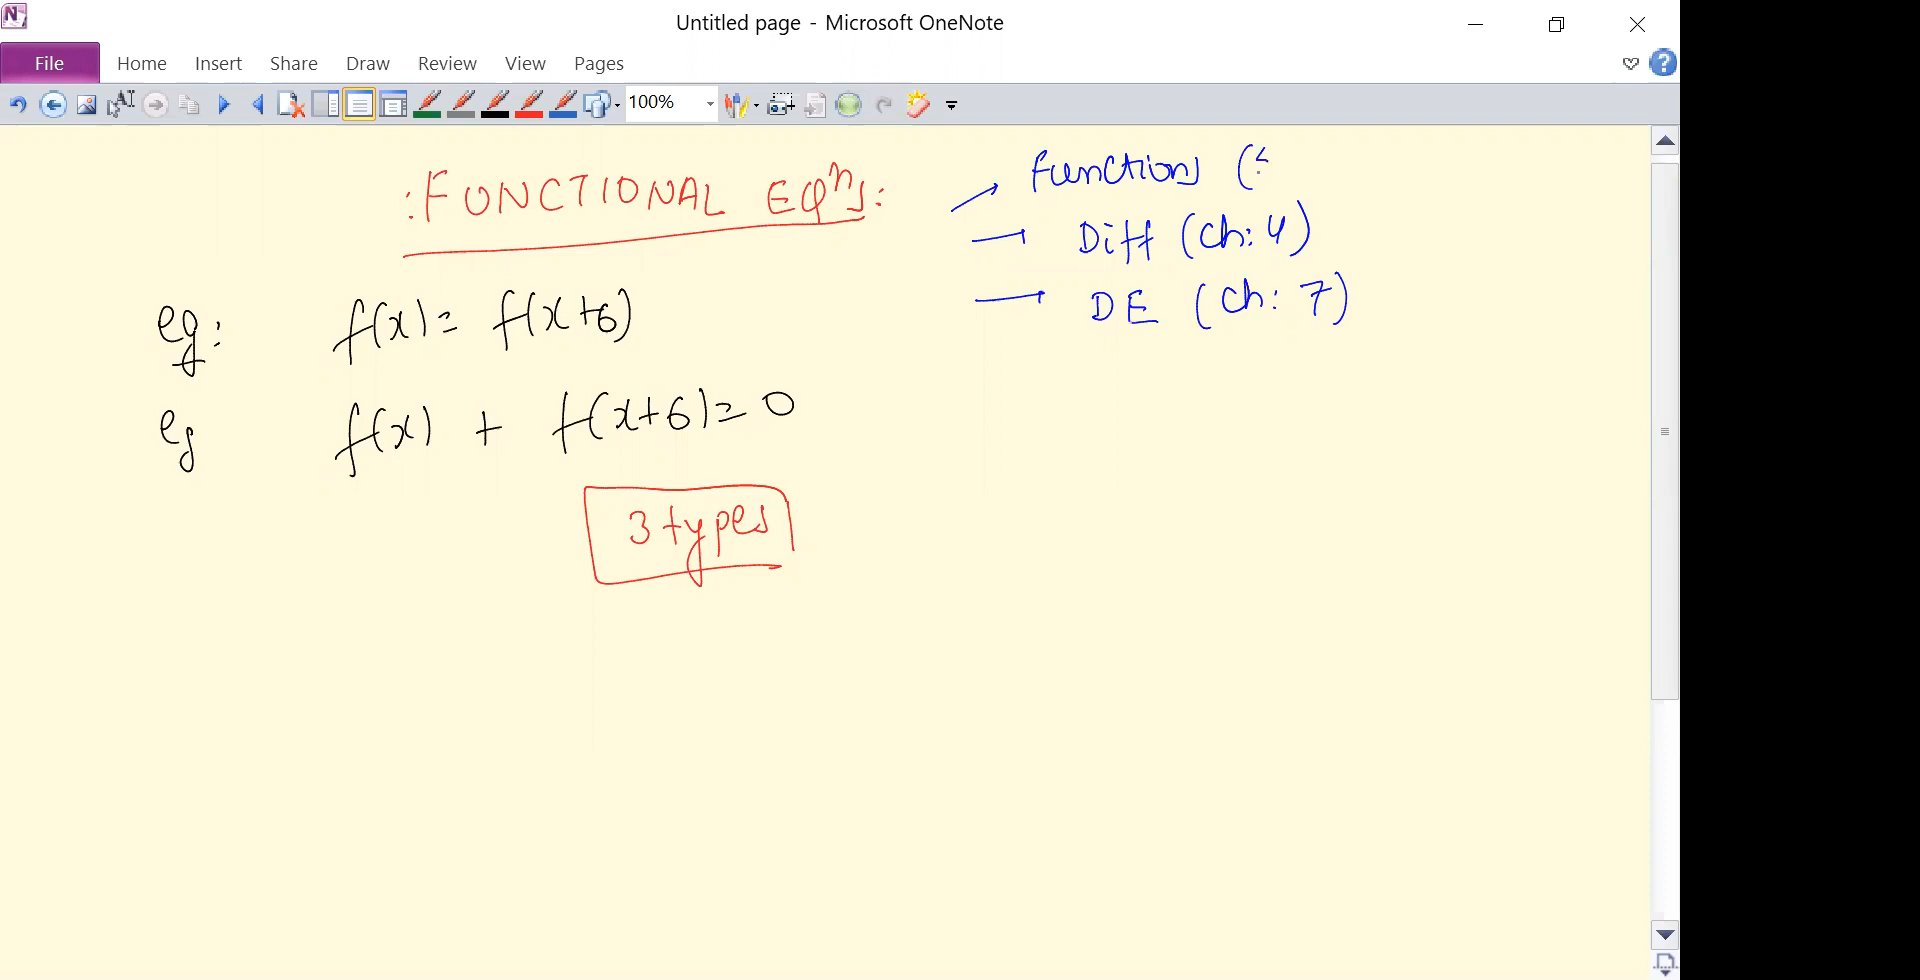 Untitled page - Microsoft OneNote
File Home Insert Share Draw Review View Pages
100%
: FUNCTIONAL EQⁿs :
Functions (
Diff (Ch: 4)
DE (Ch: 7)
eg: f(x) = f(x+6)
eg f(x) + f(x+6) = 0
3 types